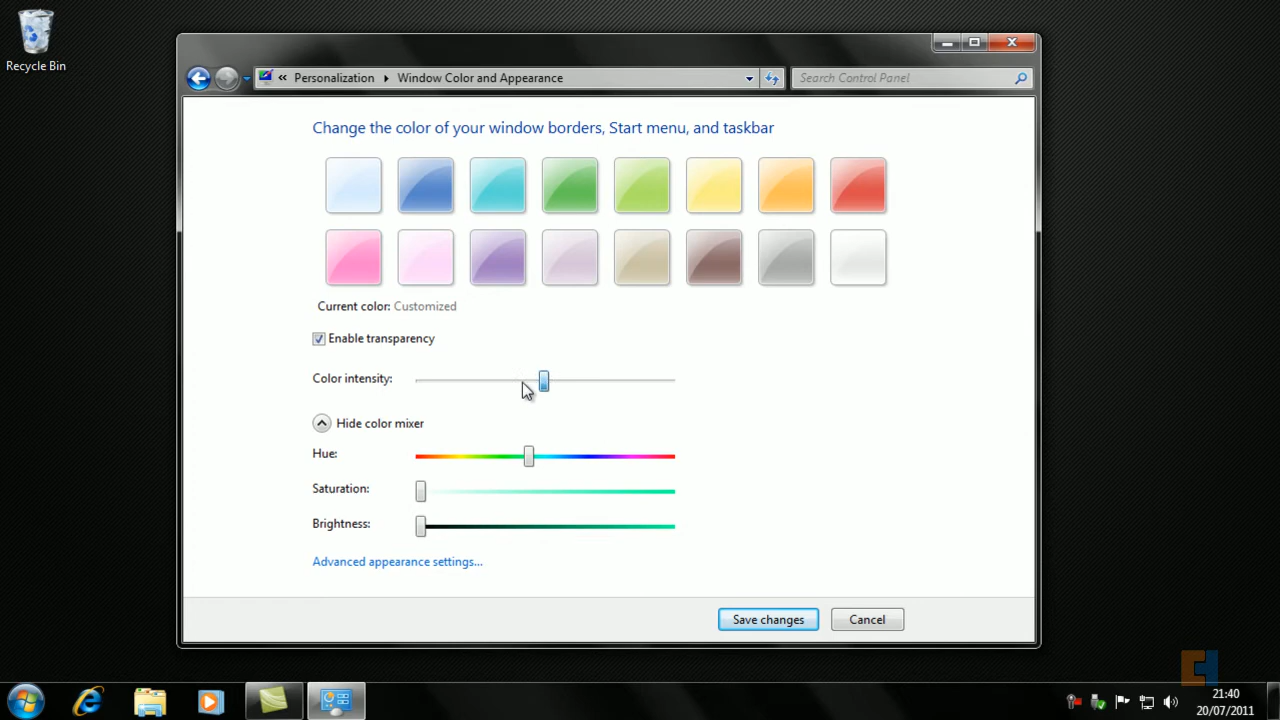 Recycle Bin
« Personalization Window Color and Appearance
Search Control Panel
Change the color of your window borders, Start menu, and taskbar
Current color: Customized
Enable transparency
Color intensity:
Hide color mixer
Hue:
Saturation:
Brightness:
Advanced appearance settings...
Save changes
Cancel
21:40
20/07/2011